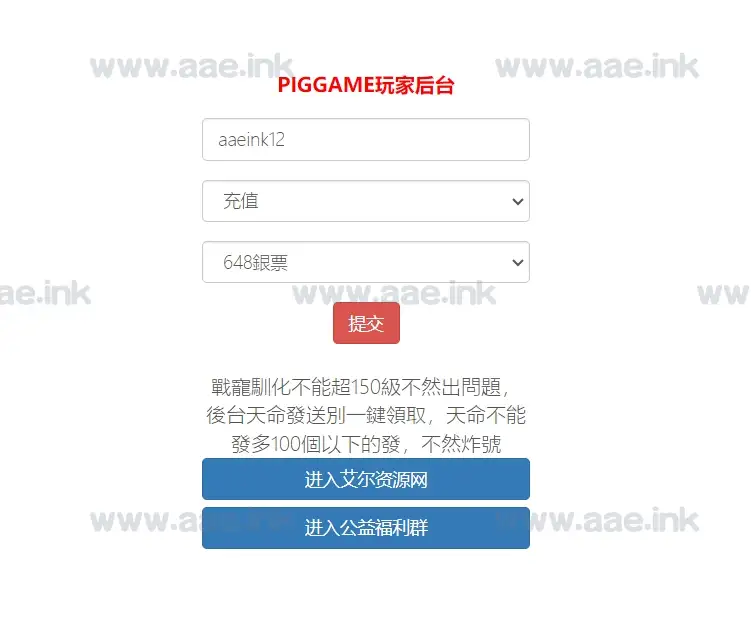 www.aae.ink
www.aae.ink
PIGGAME玩家后台
aaeink12
充值
648銀票
ae.ink
www.aae.ink
ww
提交
戰寵馴化不能超150級不然出問題，
後台天命發送別一鍵領取，天命不能
發多100個以下的發，不然炸號
进入艾尔资源网
进入公益福利群
www.aae.ink
www.aae.ink